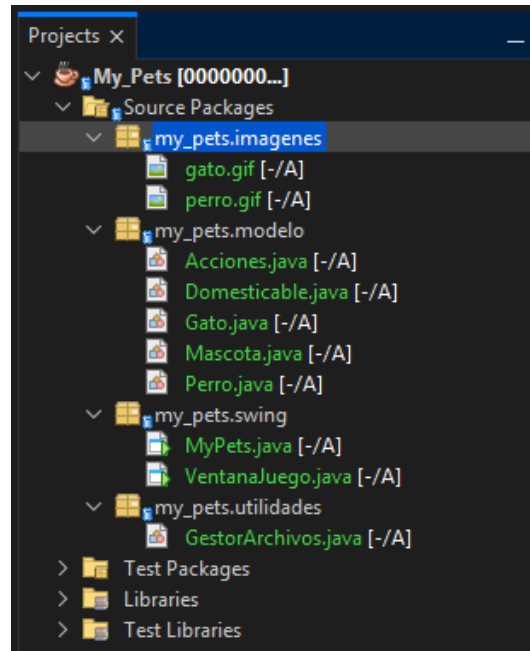 Projects ×
My_Pets [0000000...]
Source Packages
my_pets.imagenes
gato.gif [-/A]
perro.gif [-/A]
my_pets.modelo
Acciones.java [-/A]
Domesticable.java [-/A]
Gato.java [-/A]
Mascota.java [-/A]
Perro.java [-/A]
my_pets.swing
MyPets.java [-/A]
VentanaJuego.java [-/A]
my_pets.utilidades
GestorArchivos.java [-/A]
Test Packages
Libraries
Test Libraries